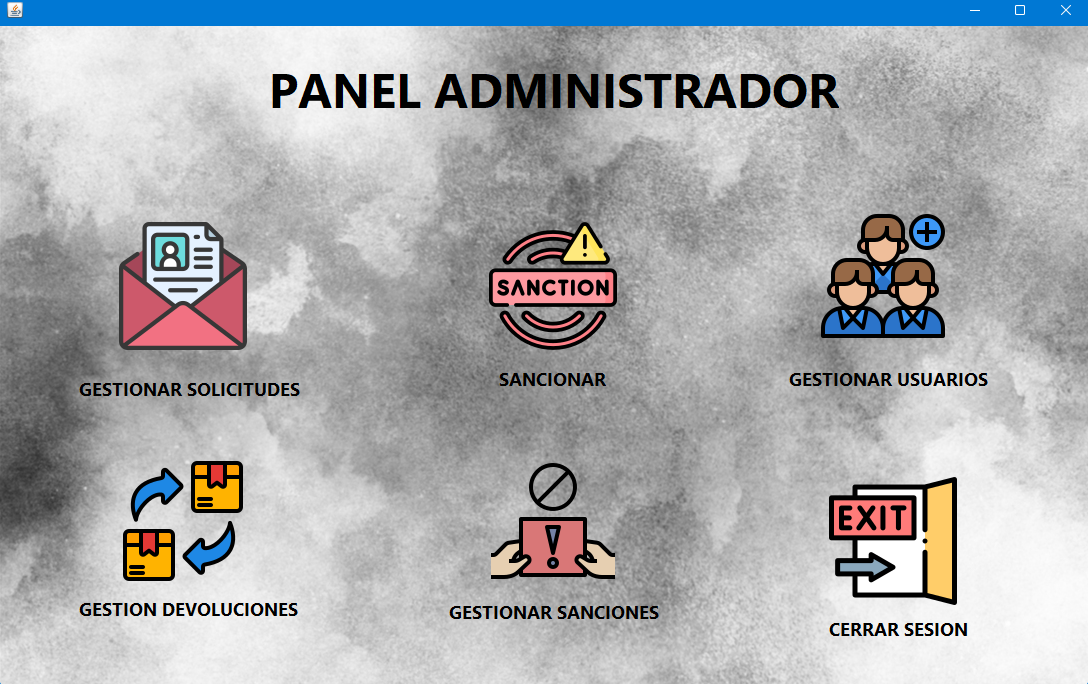 PANEL ADMINISTRADOR
SANCTION
GESTIONAR SOLICITUDES
SANCIONAR
GESTIONAR USUARIOS
EXIT
GESTION DEVOLUCIONES
GESTIONAR SANCIONES
CERRAR SESION